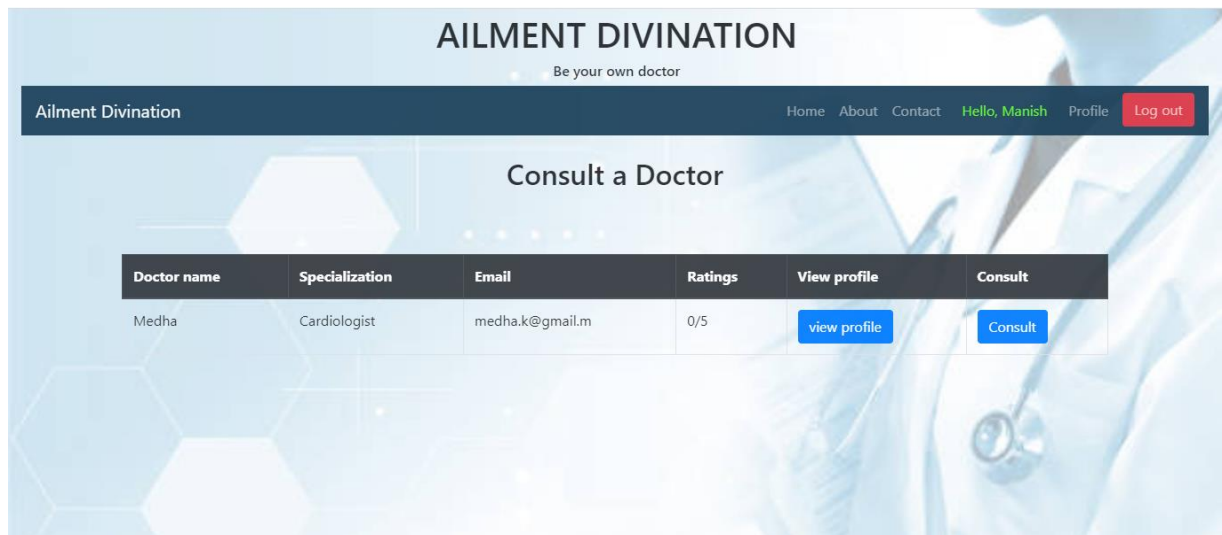 AILMENT DIVINATION
Be your own doctor
Ailment Divination Home About Contact Hello, Manish Profile Log out
Consult a Doctor
Doctor name Specialization Email Ratings View profile Consult
Medha Cardiologist medha.k@gmail.m 0/5 view profile Consult